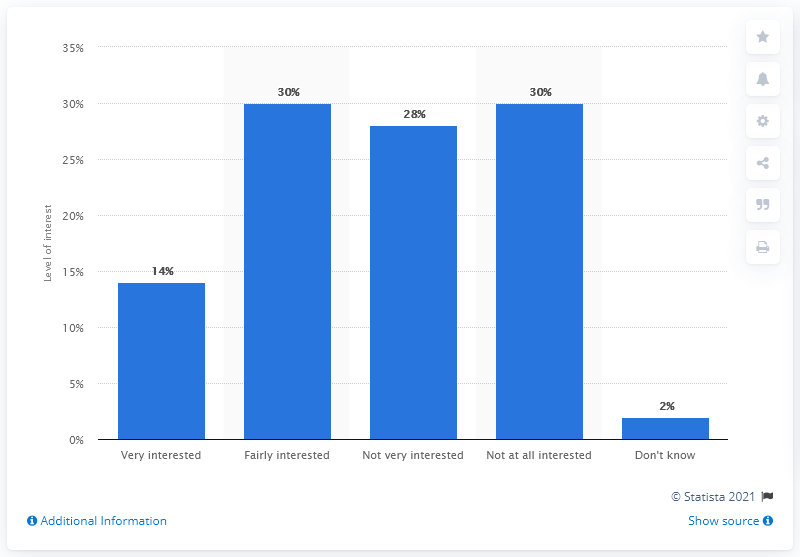 35%
30%
25%
20%
15%
10%
5%
0%
Level of interest
14%
30%
28%
30%
2%
Very interested
Fairly interested
Not very interested
Not at all interested
Don't know
© Statista 2021
Additional Information
Show source